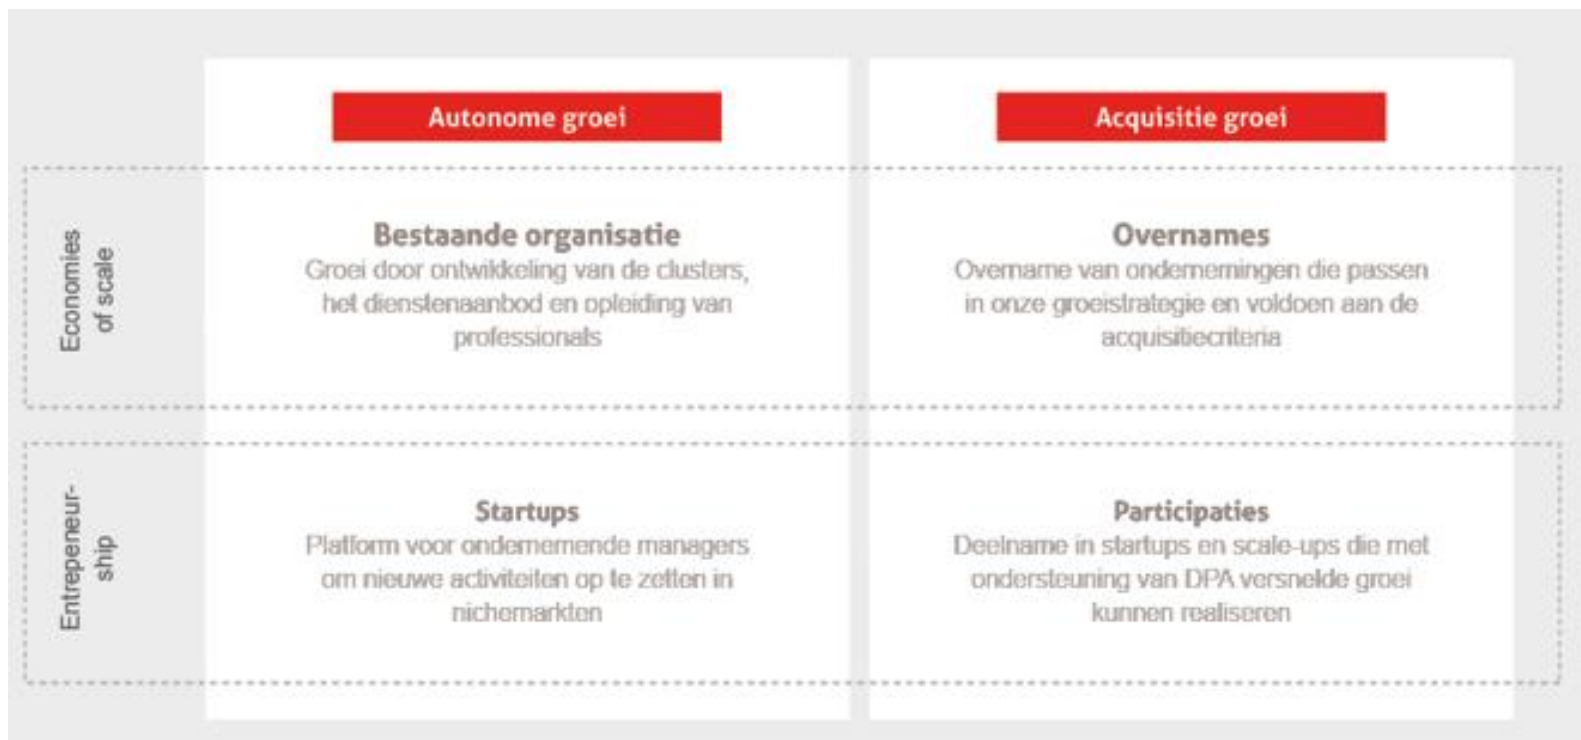 Autonome groei
Acquisitie groei
Economies
of scale
Bestaande organisatie
Groei door ontwikkeling van de clusters,
het dienstenaanbod en opleiding van
professionals
Overnames
Overname van ondernemingen die passen
in onze groeistrategie en voldoen aan de
acquisitiecriteria
Entrepeneur-
ship
Startups
Platform voor ondernemende managers
om nieuwe activiteiten op te zetten in
nichemarkten
Participaties
Deelname in startups en scale-ups die met
ondersteuning van DPA versnelde groei
kunnen realiseren